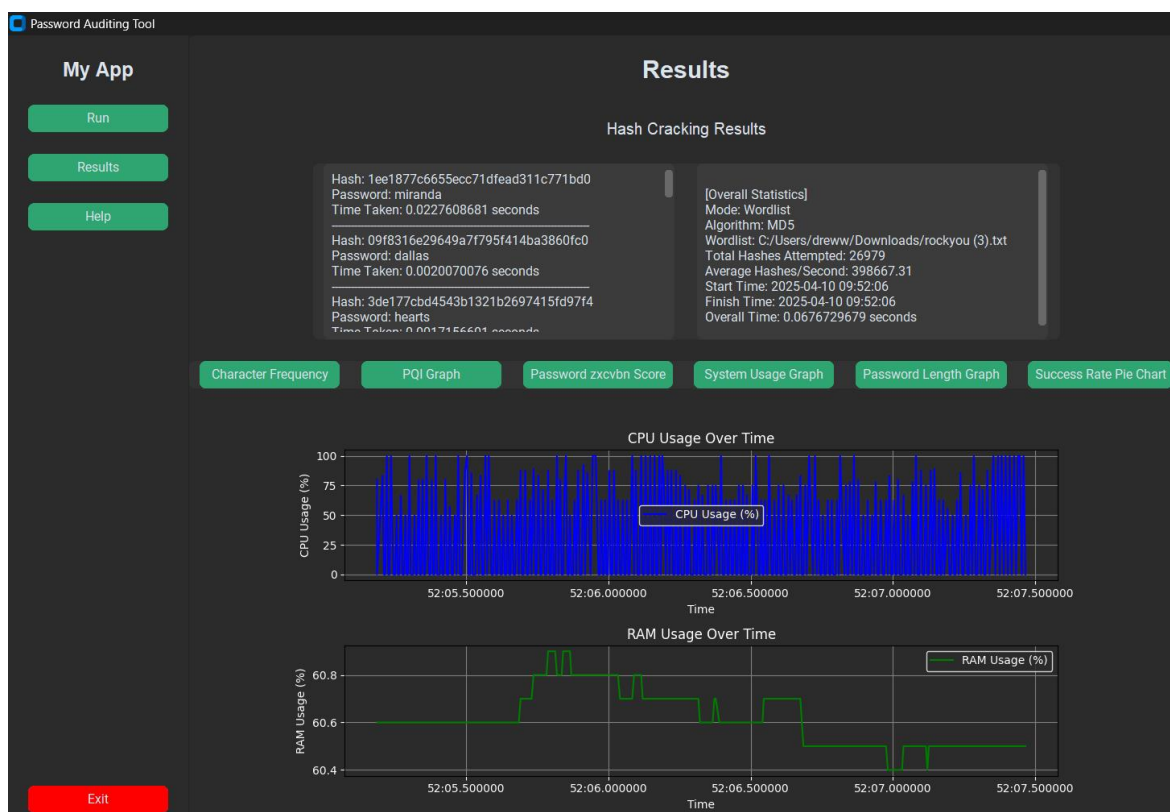 Password Auditing Tool
My App
Run
Results
Help
Exit
Results
Hash Cracking Results
Hash: 1ee1877c6655ecc71dfead311c771bd0
Password: miranda
Time Taken: 0.0227608681 seconds
Hash: 09f8316e29649a7f795f414ba3860fc0
Password: dallas
Time Taken: 0.0020070076 seconds
Hash: 3de177cbd4543b1321b2697415fd97f4
Password: hearts
Time Taken: 0.0017156601 seconds
[Overall Statistics]
Mode: Wordlist
Algorithm: MD5
Wordlist: C:/Users/dreww/Downloads/rockyou (3).txt
Total Hashes Attempted: 26979
Average Hashes/Second: 398667.31
Start Time: 2025-04-10 09:52:06
Finish Time: 2025-04-10 09:52:06
Overall Time: 0.0676729679 seconds
Character Frequency
PQI Graph
Password zxcvbn Score
System Usage Graph
Password Length Graph
Success Rate Pie Chart
CPU Usage Over Time
CPU Usage (%)
100
75
50
25
0
CPU Usage (%)
52:05.500000 52:06.000000 52:06.500000 52:07.000000 52:07.500000
Time
RAM Usage Over Time
RAM Usage (%)
60.8
60.6
60.4
RAM Usage (%)
52:05.500000 52:06.000000 52:06.500000 52:07.000000 52:07.500000
Time